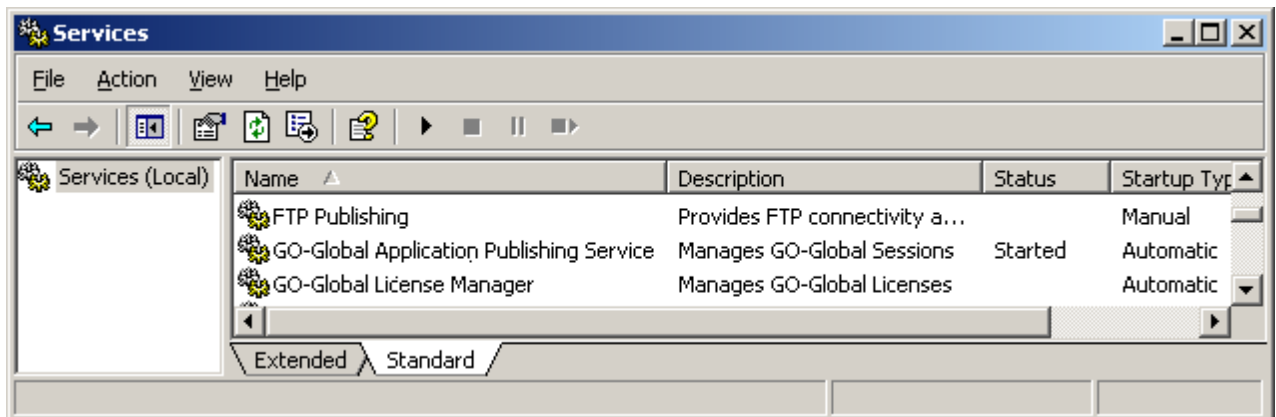 Services
File Action View Help
Services (Local)
Name Description Status Startup Typ
FTP Publishing Provides FTP connectivity a... Manual
GO-Global Application Publishing Service Manages GO-Global Sessions Started Automatic
GO-Global License Manager Manages GO-Global Licenses Automatic
Extended Standard